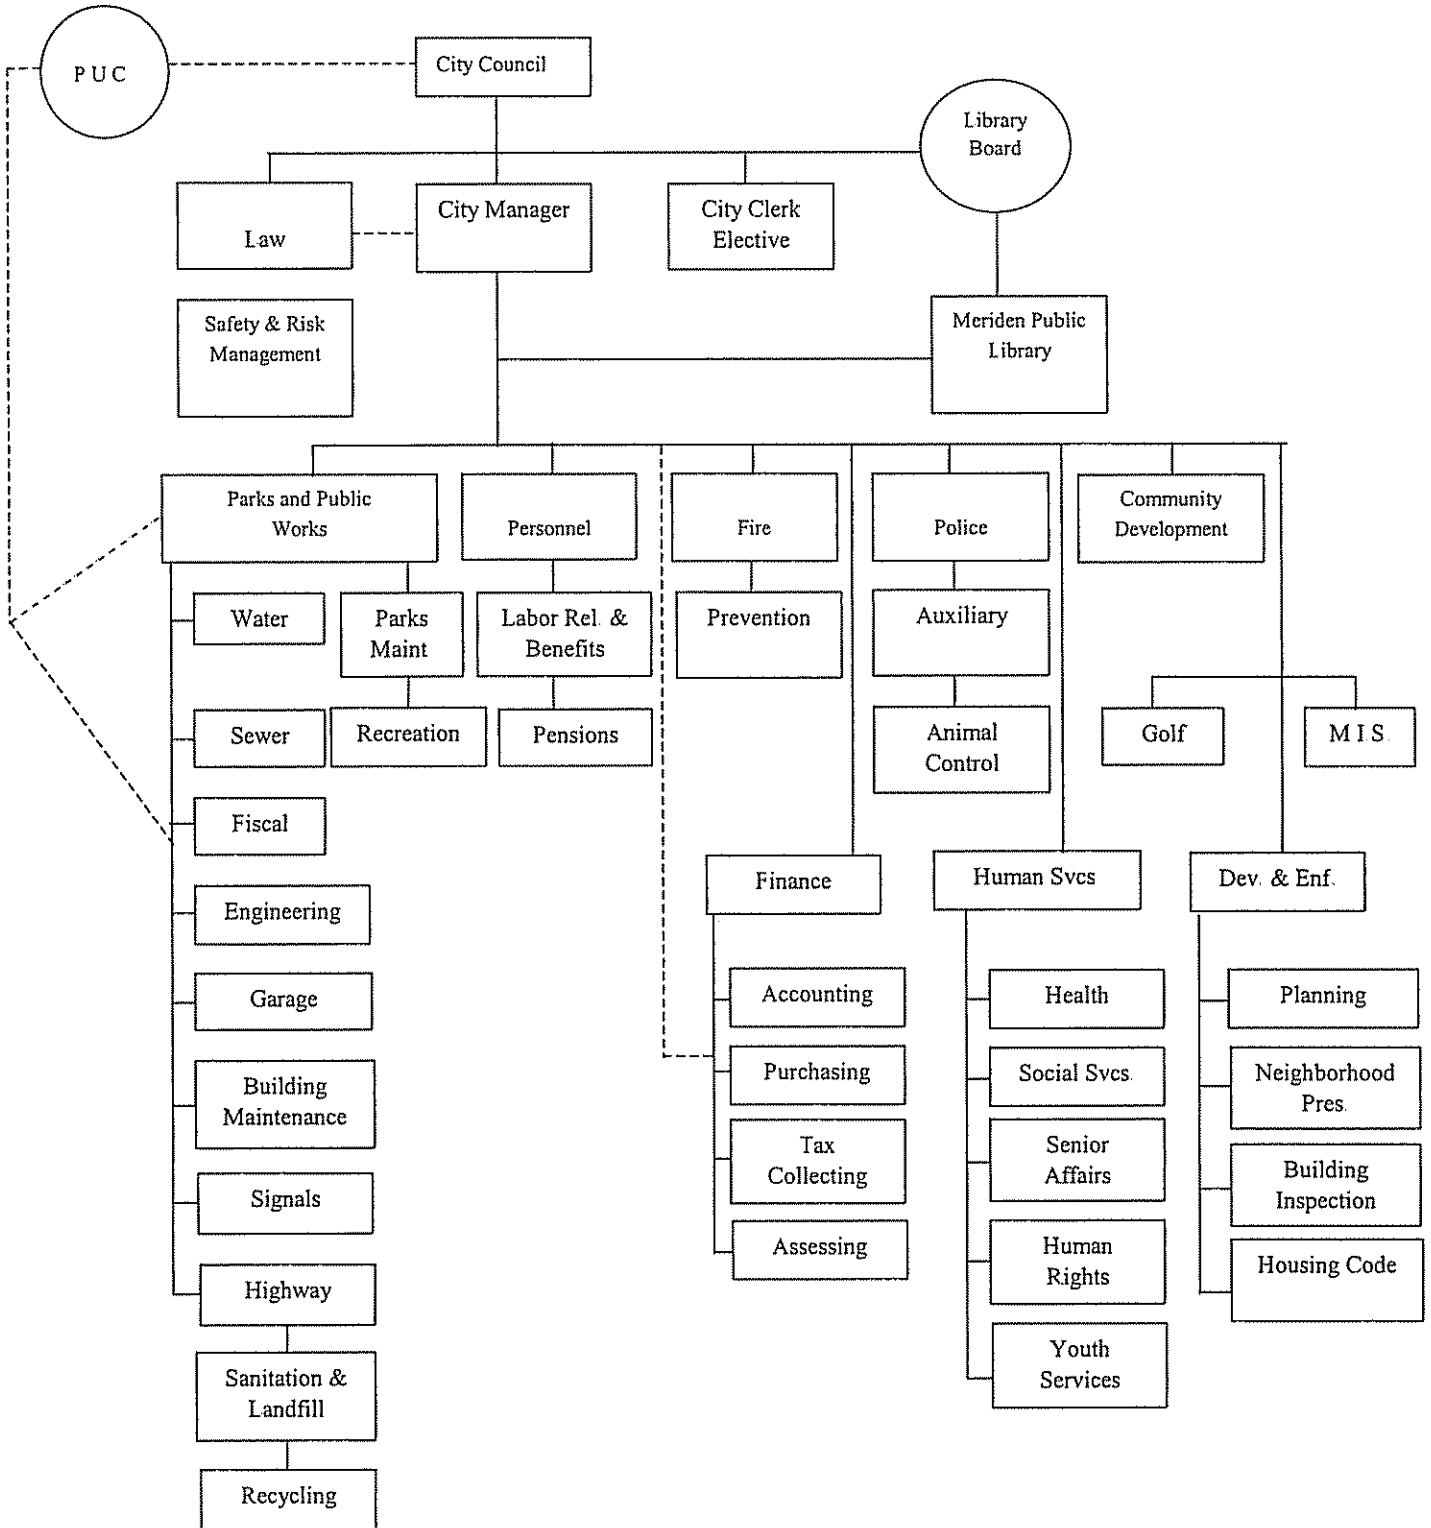 P U C
City Council
Library
Board
Law
City Manager
City Clerk
Elective
Safety & Risk
Management
Meriden Public
Library
Parks and Public
Works
Personnel
Fire
Police
Community
Development
Water
Parks
Maint
Labor Rel. &
Benefits
Prevention
Auxiliary
Sewer
Recreation
Pensions
Animal
Control
Golf
M I.S.
Fiscal
Finance
Human Svcs
Dev. & Enf.
Engineering
Garage
Building
Maintenance
Signals
Highway
Sanitation &
Landfill
Recycling
Accounting
Purchasing
Tax
Collecting
Assessing
Health
Social Svcs.
Senior
Affairs
Human
Rights
Youth
Services
Planning
Neighborhood
Pres.
Building
Inspection
Housing Code